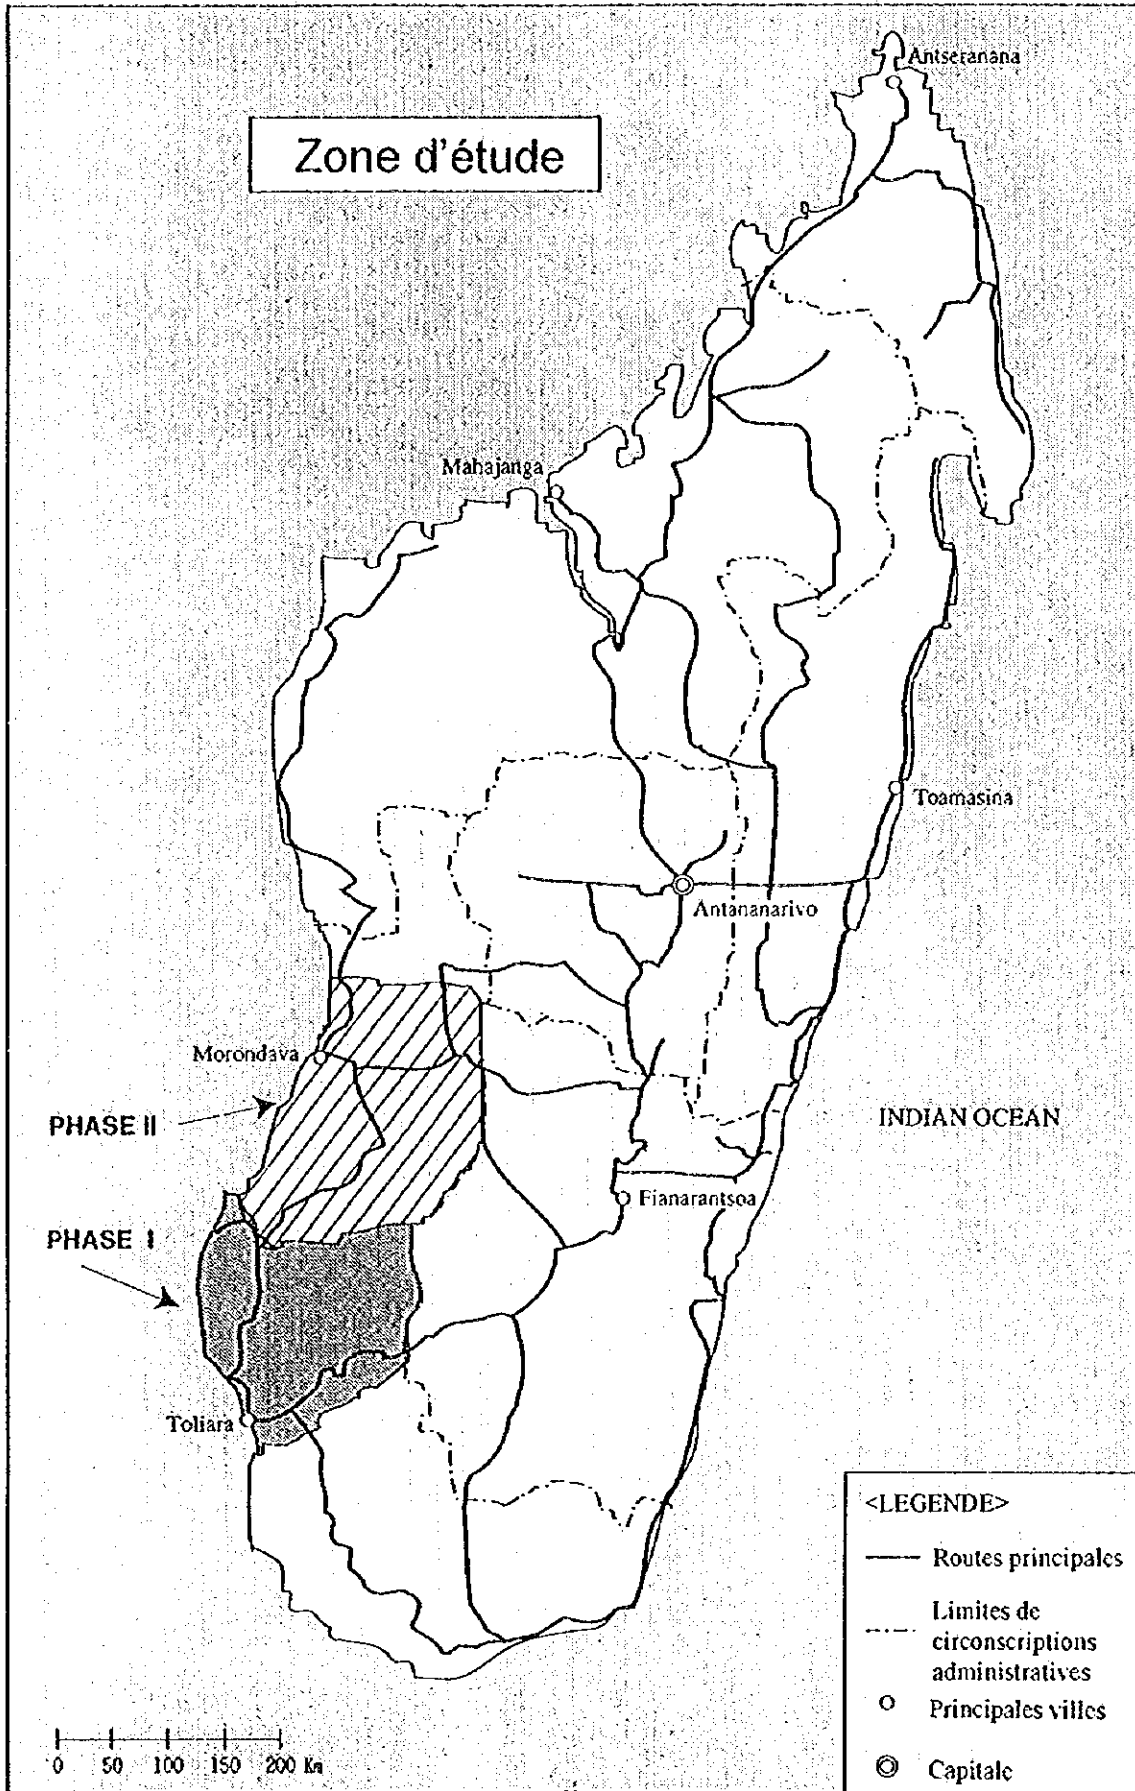 Antseranana
Zone d'étude
Mahajanga
Toamasina
Antananarivo
Morondava
PHASE II
INDIAN OCEAN
Fianarantsoa
PHASE I
Toliara
<LEGENDE>
Routes principales
Limites de
circonscriptions
administratives
Principales villes
Capitale
0 50 100 150 200 Km